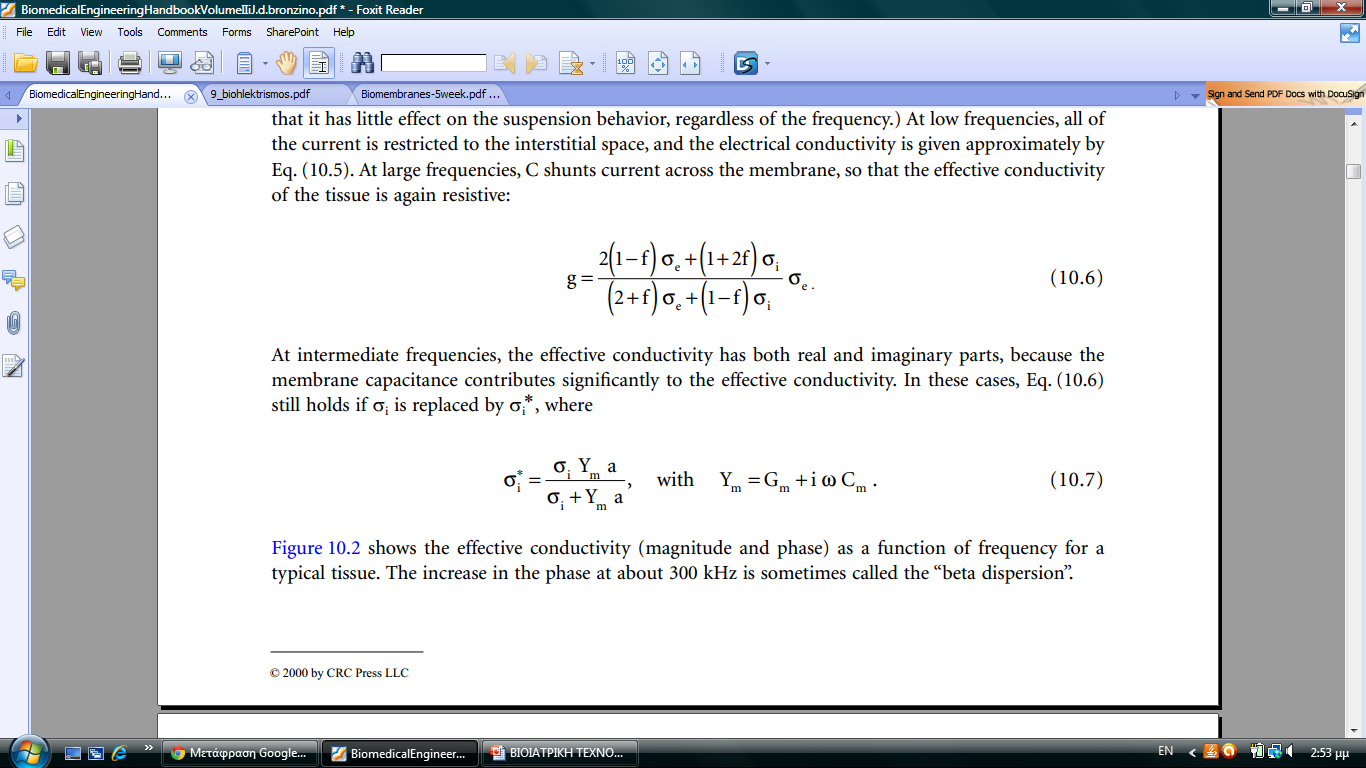 BiomedicalEngineeringHandbookVolumeIIiJ.d.bronzino.pdf * - Foxit Reader
File Edit View Tools Comments Forms SharePoint Help
BiomedicalEngineeringHand... 9_biohlektrismos.pdf Biomembranes-5week.pdf ... Sign and Send PDF Docs with DocuSign
that it has little effect on the suspension behavior, regardless of the frequency.) At low frequencies, all of
the current is restricted to the interstitial space, and the electrical conductivity is given approximately by
Eq. (10.5). At large frequencies, C shunts current across the membrane, so that the effective conductivity
of the tissue is again resistive:
g = (2(1−f) σe + (1+2f) σi) / ((2+f) σe + (1−f) σi) σe . (10.6)
At intermediate frequencies, the effective conductivity has both real and imaginary parts, because the
membrane capacitance contributes significantly to the effective conductivity. In these cases, Eq. (10.6)
still holds if σi is replaced by σi*, where
σi* = (σi Ym a) / (σi + Ym a), with Ym = Gm + i ω Cm . (10.7)
Figure 10.2 shows the effective conductivity (magnitude and phase) as a function of frequency for a
typical tissue. The increase in the phase at about 300 kHz is sometimes called the “beta dispersion”.
© 2000 by CRC Press LLC
Μετάφραση Google... BiomedicalEngineer... ΒΙΟΙΑΤΡΙΚΗ ΤΕΧΝΟ... EN 2:53 μμ